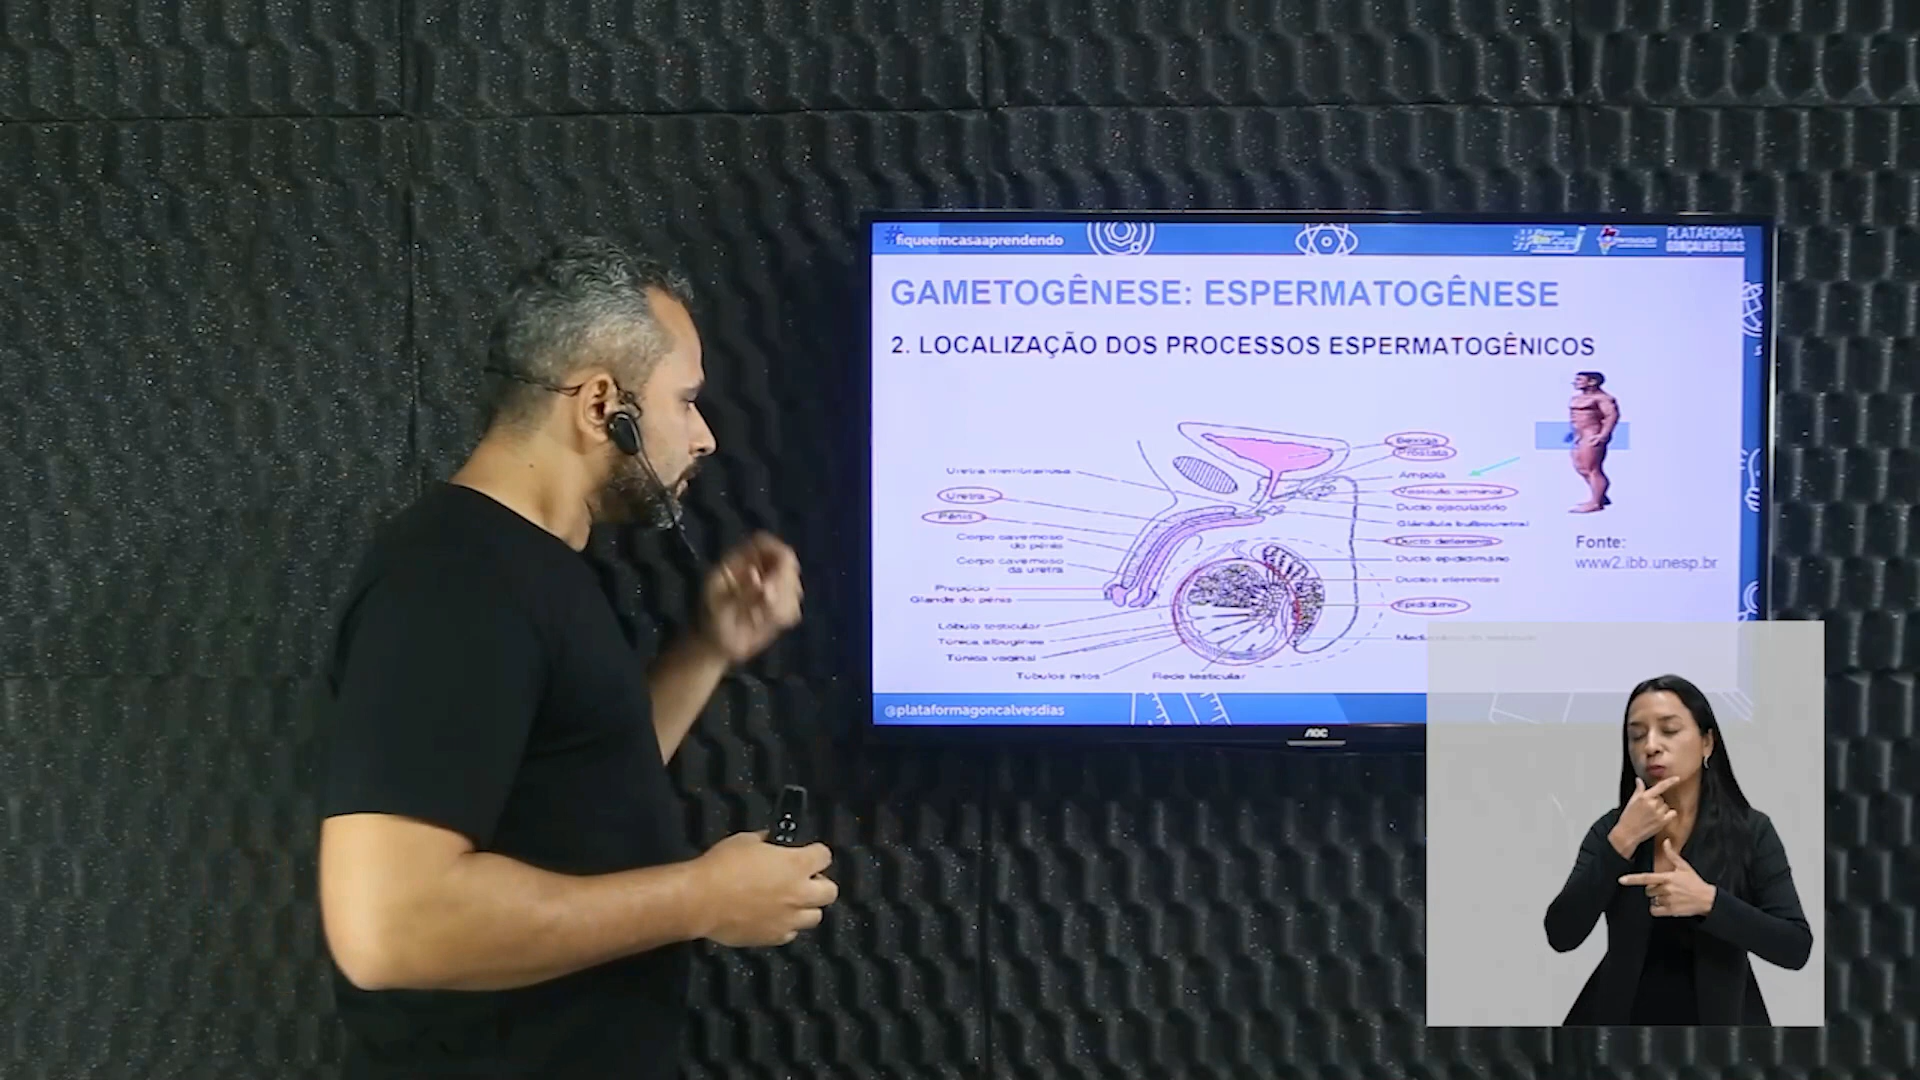 #fiqueemcasaaprendendo
PLATAFORMA
GONÇALVES DIAS
GAMETOGÊNESE: ESPERMATOGÊNESE
2. LOCALIZAÇÃO DOS PROCESSOS ESPERMATOGÊNICOS
Bexiga
Próstata
Uretra membranosa
Ampola
Uretra
Vesícula seminal
Ducto ejaculatório
Pênis
Glândula bulbouretral
Corpo cavernoso
do pênis
Ducto deferente
Corpo cavernoso
da uretra
Ducto epididimário
Ductos eferentes
Prepúcio
Glande do pênis
Epidídimo
Lóbulo testicular
Túnica albugínea
Túnica vaginal
Túbulos retos
Rede testicular
Fonte:
www2.ibb.unesp.br
@plataformagoncalvesdias
AOC